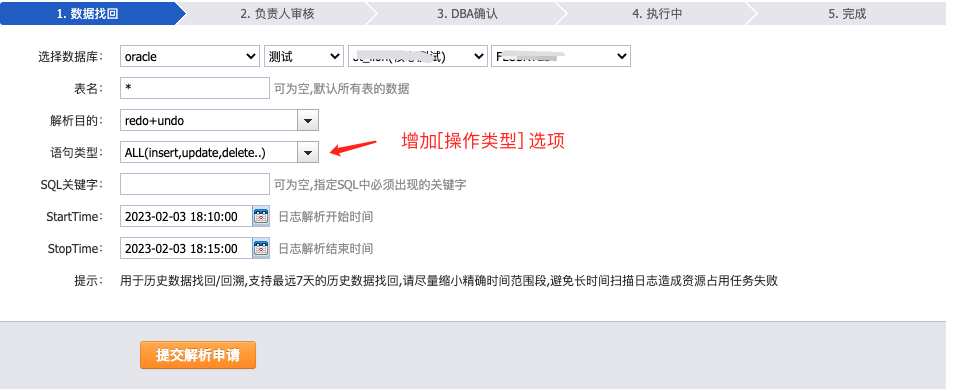 1. 数据找回 2. 负责人审核 3. DBA确认 4. 执行中 5. 完成
选择数据库: oracle 测试
表名: * 可为空,默认所有表的数据
解析目的: redo+undo
增加[操作类型] 选项
语句类型: ALL(insert,update,delete..)
SQL关键字: 可为空,指定SQL中必须出现的关键字
StartTime: 2023-02-03 18:10:00 日志解析开始时间
StopTime: 2023-02-03 18:15:00 日志解析结束时间
提示: 用于历史数据找回/回溯,支持最远7天的历史数据找回,请尽量缩小精确时间范围段,避免长时间扫描日志造成资源占用任务失败
提交解析申请